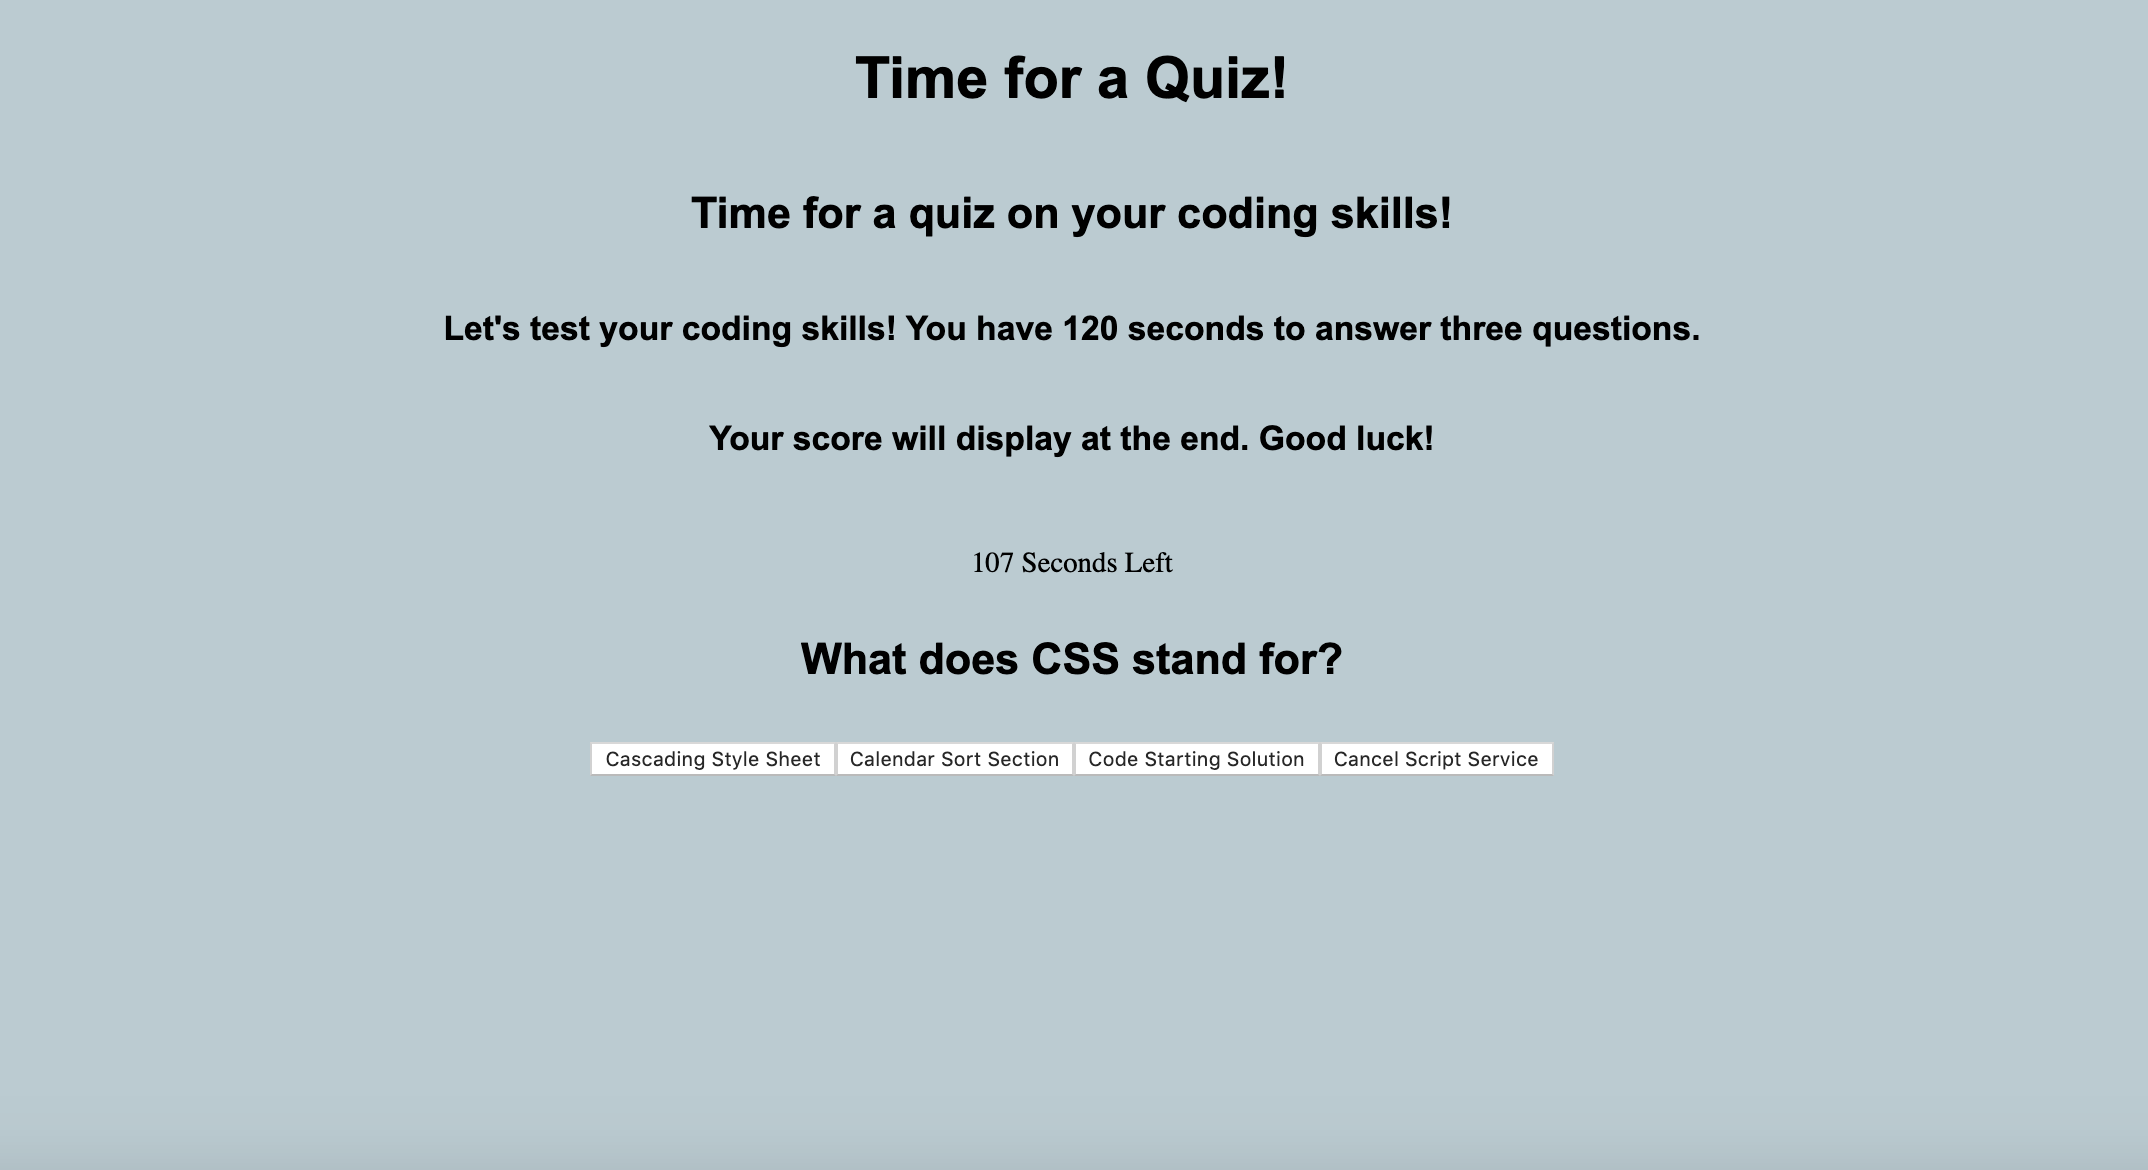 Time for a Quiz!
Time for a quiz on your coding skills!
Let's test your coding skills! You have 120 seconds to answer three questions.
Your score will display at the end. Good luck!
107 Seconds Left
What does CSS stand for?
Cascading Style Sheet Calendar Sort Section Code Starting Solution Cancel Script Service